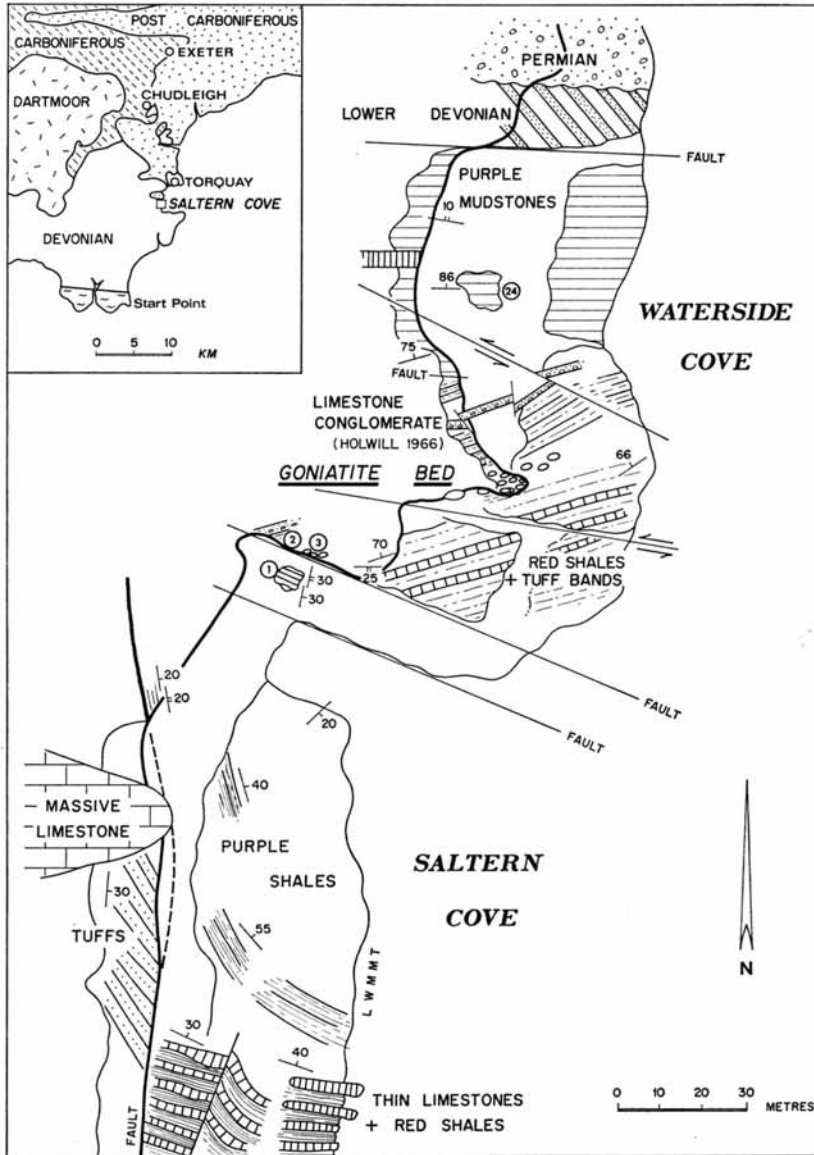 POST CARBONIFEROUS
CARBONIFEROUS
EXETER
CHUDLEIGH
DARTMOOR
TORQUAY
SALTERN COVE
DEVONIAN
Start Point
0 5 10
KM
PERMIAN
LOWER DEVONIAN
FAULT
PURPLE
MUDSTONES
10
86
24
WATERSIDE
COVE
75
FAULT
LIMESTONE
CONGLOMERATE
(HOLWILL 1966)
66
GONIATITE BED
2 3
70
1
30
25
30
RED SHALES
+ TUFF BANDS
20
20
FAULT
20
FAULT
40
MASSIVE
LIMESTONE
PURPLE
SHALES
SALTERN
COVE
30
55
TUFFS
LWMMT
N
30
40
THIN LIMESTONES
+ RED SHALES
0 10 20 30
METRES
FAULT